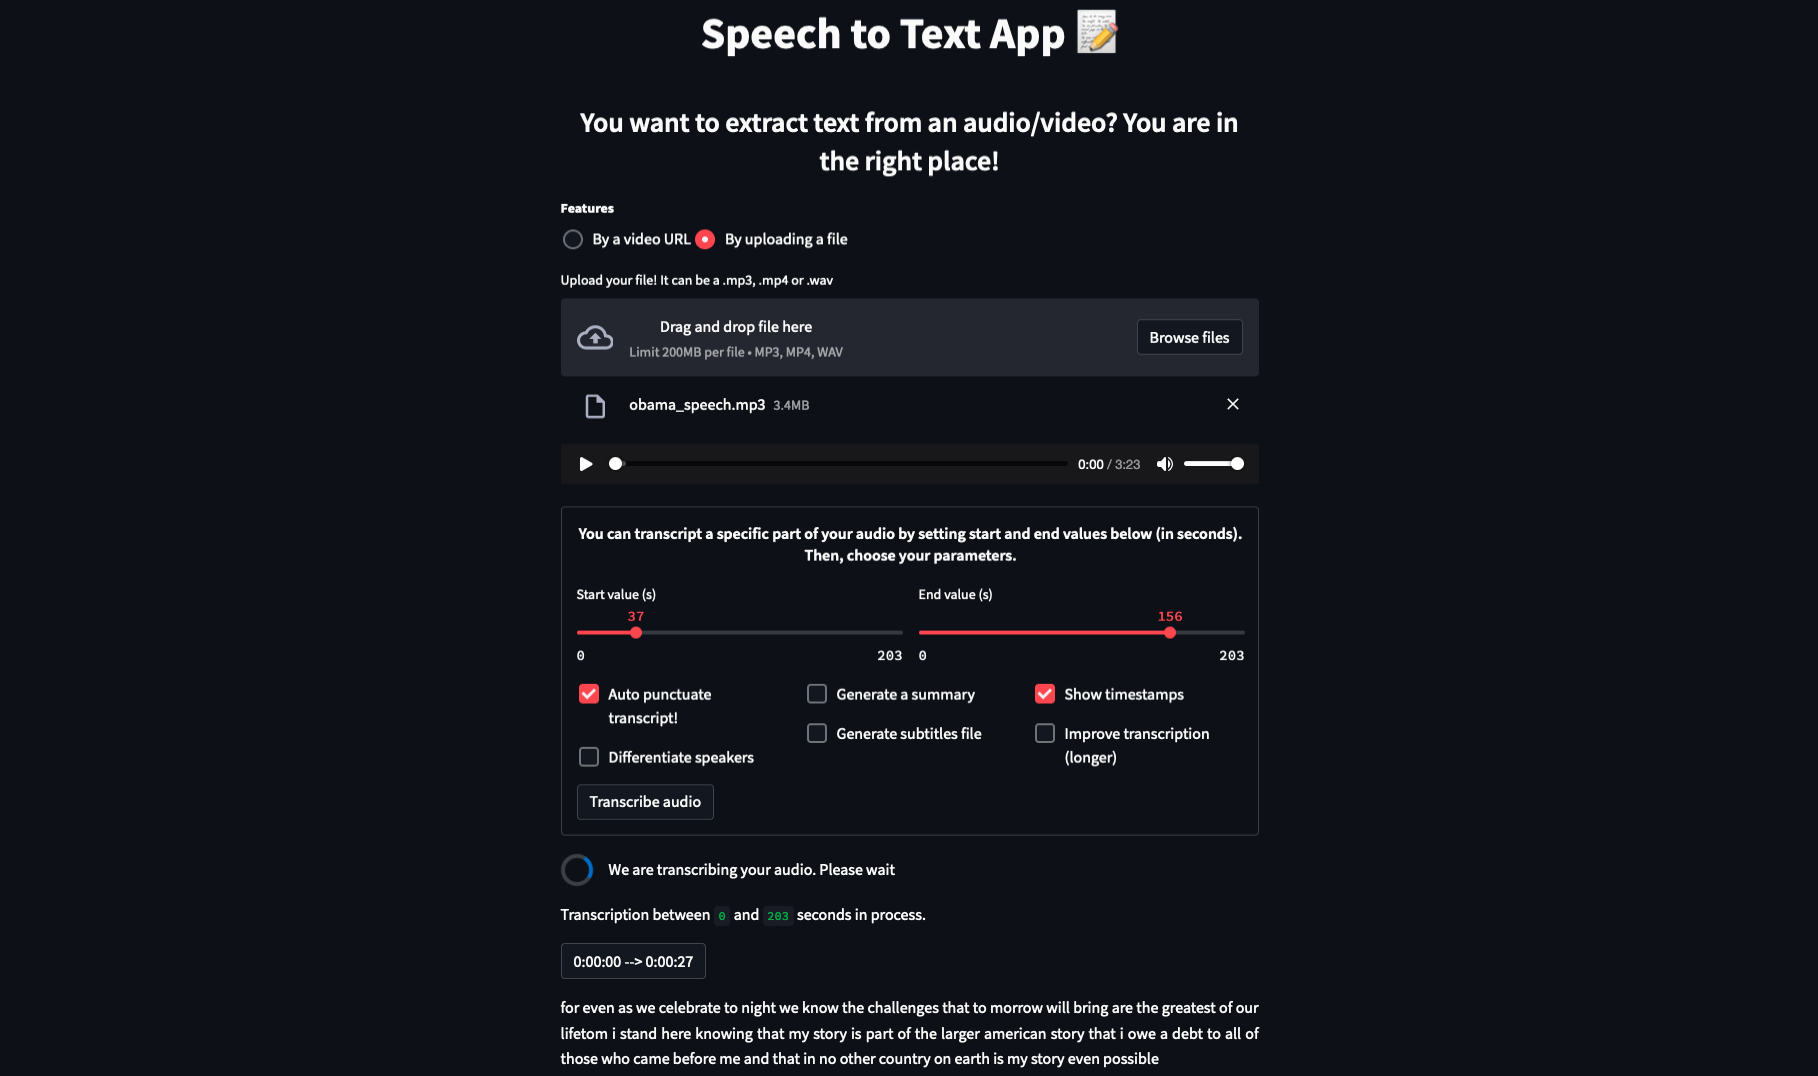 Speech to Text App 📝
You want to extract text from an audio/video? You are in
the right place!
Features
By a video URL By uploading a file
Upload your file! It can be a .mp3, .mp4 or .wav
Drag and drop file here
Limit 200MB per file • MP3, MP4, WAV
Browse files
obama_speech.mp3 3.4MB
0:00 / 3:23
You can transcript a specific part of your audio by setting start and end values below (in seconds).
Then, choose your parameters.
Start value (s) End value (s)
37 156
0 203 0 203
Auto punctuate
transcript!
Generate a summary
Show timestamps
Differentiate speakers
Generate subtitles file
Improve transcription
(longer)
Transcribe audio
We are transcribing your audio. Please wait
Transcription between 0 and 203 seconds in process.
0:00:00 --> 0:00:27
for even as we celebrate to night we know the challenges that to morrow will bring are the greatest of our
lifetom i stand here knowing that my story is part of the larger american story that i owe a debt to all of
those who came before me and that in no other country on earth is my story even possible